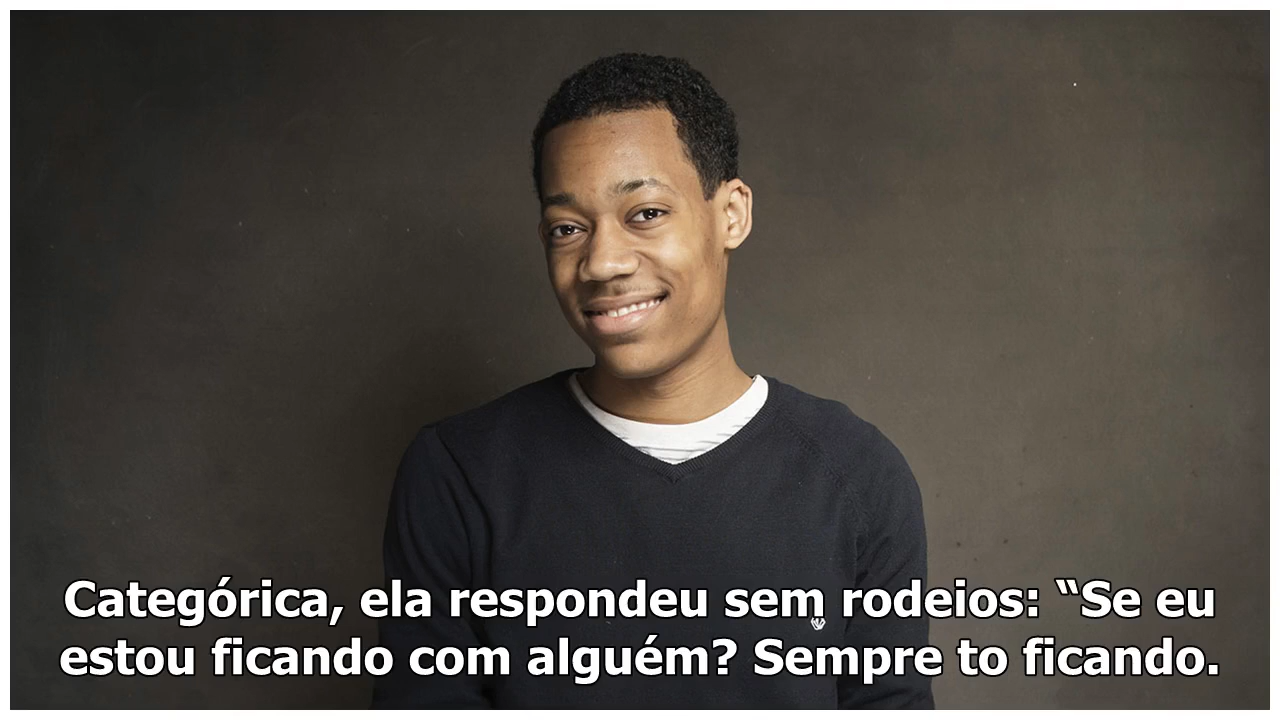 Categórica, ela respondeu sem rodeios: “Se eu
estou ficando com alguém? Sempre to ficando.